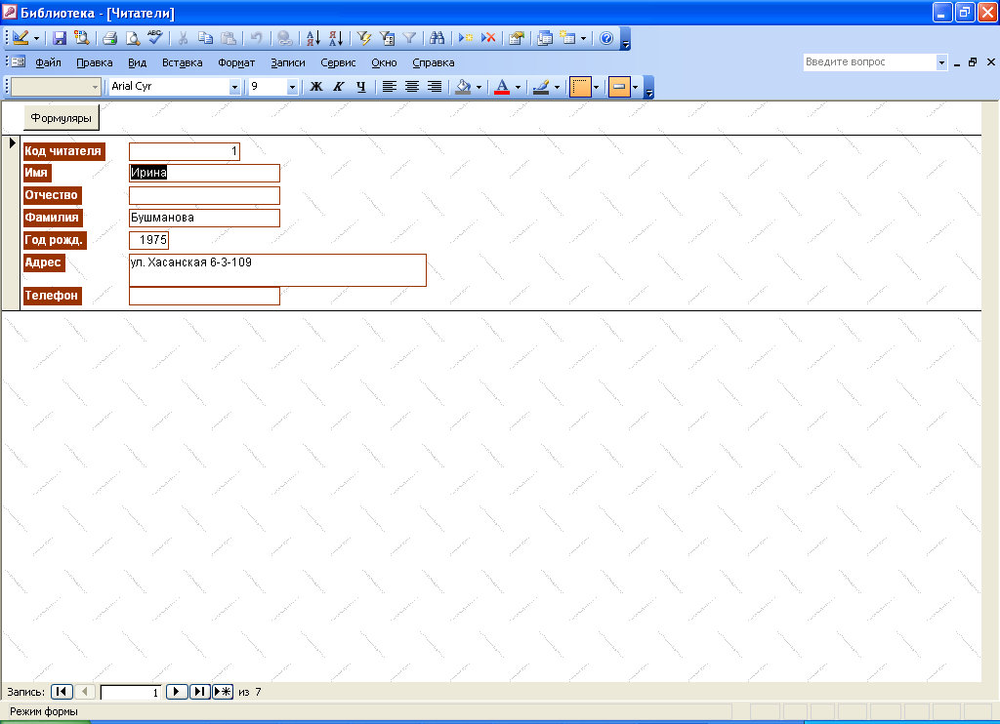 Библиотека - [Читатели]
Файл Правка Вид Вставка Формат Записи Сервис Окно Справка Введите вопрос
Arial Cyr 9 Ж К Ч А
Формуляры
Код читателя 1
Имя Ирина
Отчество
Фамилия Бушманова
Год рожд. 1975
Адрес ул. Хасанская 6-3-109
Телефон
Запись: 1 из 7
Режим формы